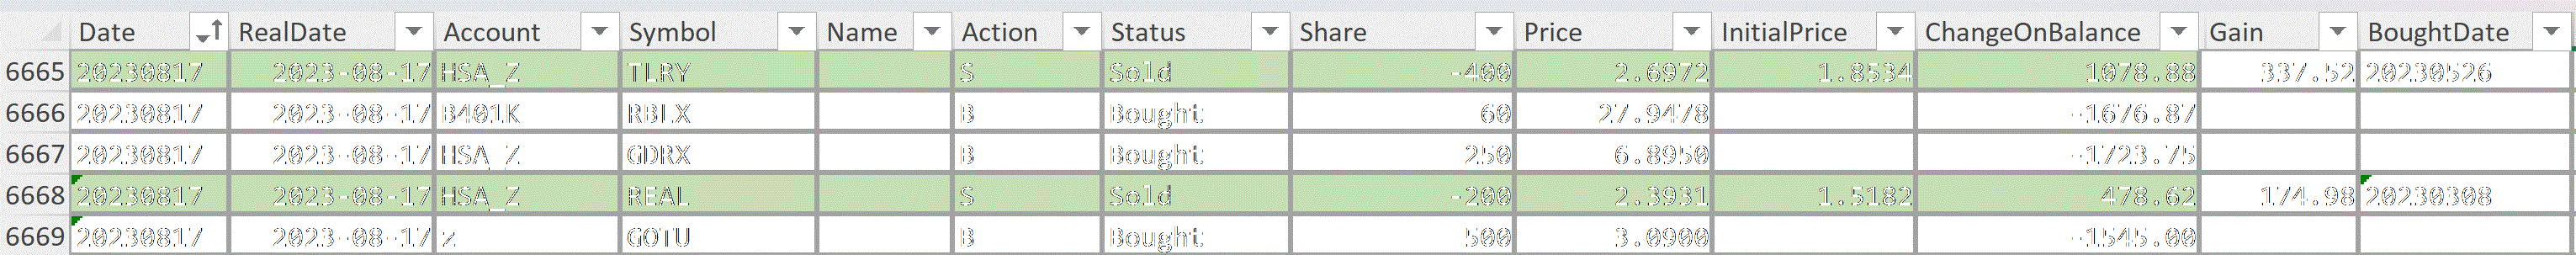 Date RealDate Account Symbol Name Action Status Share Price InitialPrice ChangeOnBalance Gain BoughtDate
6665 20230817 2023-08-17 HSA_Z TLRY S Sold -400 2.6972 1.8534 1078.88 337.52 20230526
6666 20230817 2023-08-17 B401K RBLX B Bought 60 27.9478 -1676.87
6667 20230817 2023-08-17 HSA_Z GDRX B Bought 250 6.8950 -1723.75
6668 20230817 2023-08-17 HSA_Z REAL S Sold -200 2.3931 1.5182 478.62 174.98 20230308
6669 20230817 2023-08-17 z GOTU B Bought 500 3.0900 -1545.00